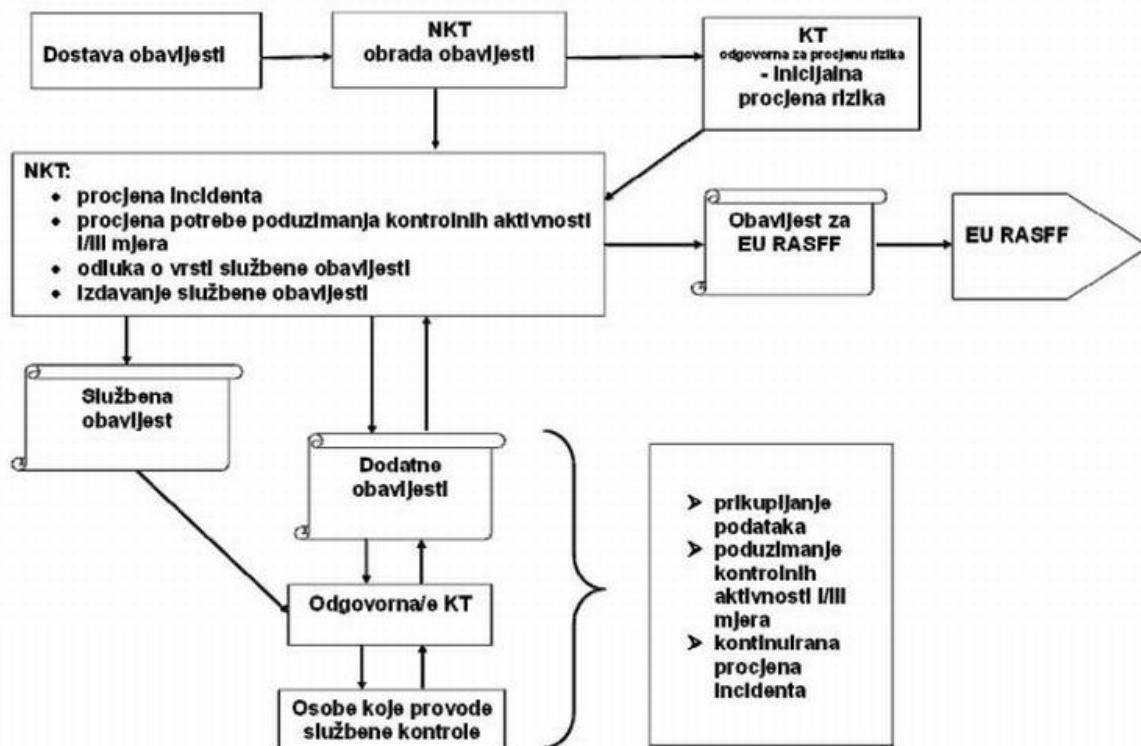 Dostava obavijesti
NKT
obrada obavijesti
KT
odgovorna za procjenu rizika
- inicijalna
procjena rizika
NKT:
• procjena incidenta
• procjena potrebe poduzimanja kontrolnih aktivnosti
i/ili mjera
• odluka o vrsti službene obavijesti
• izdavanje službene obavijesti
Obavijest za
EU RASFF
EU RASFF
Službena
obavijest
Dodatne
obavijesti
Odgovorna/e KT
Osobe koje provode
službene kontrole
➢ prikupljanje
podataka
➢ poduzimanje
kontrolnih
aktivnosti i/ili
mjera
➢ kontinuirana
procjena
incidenta